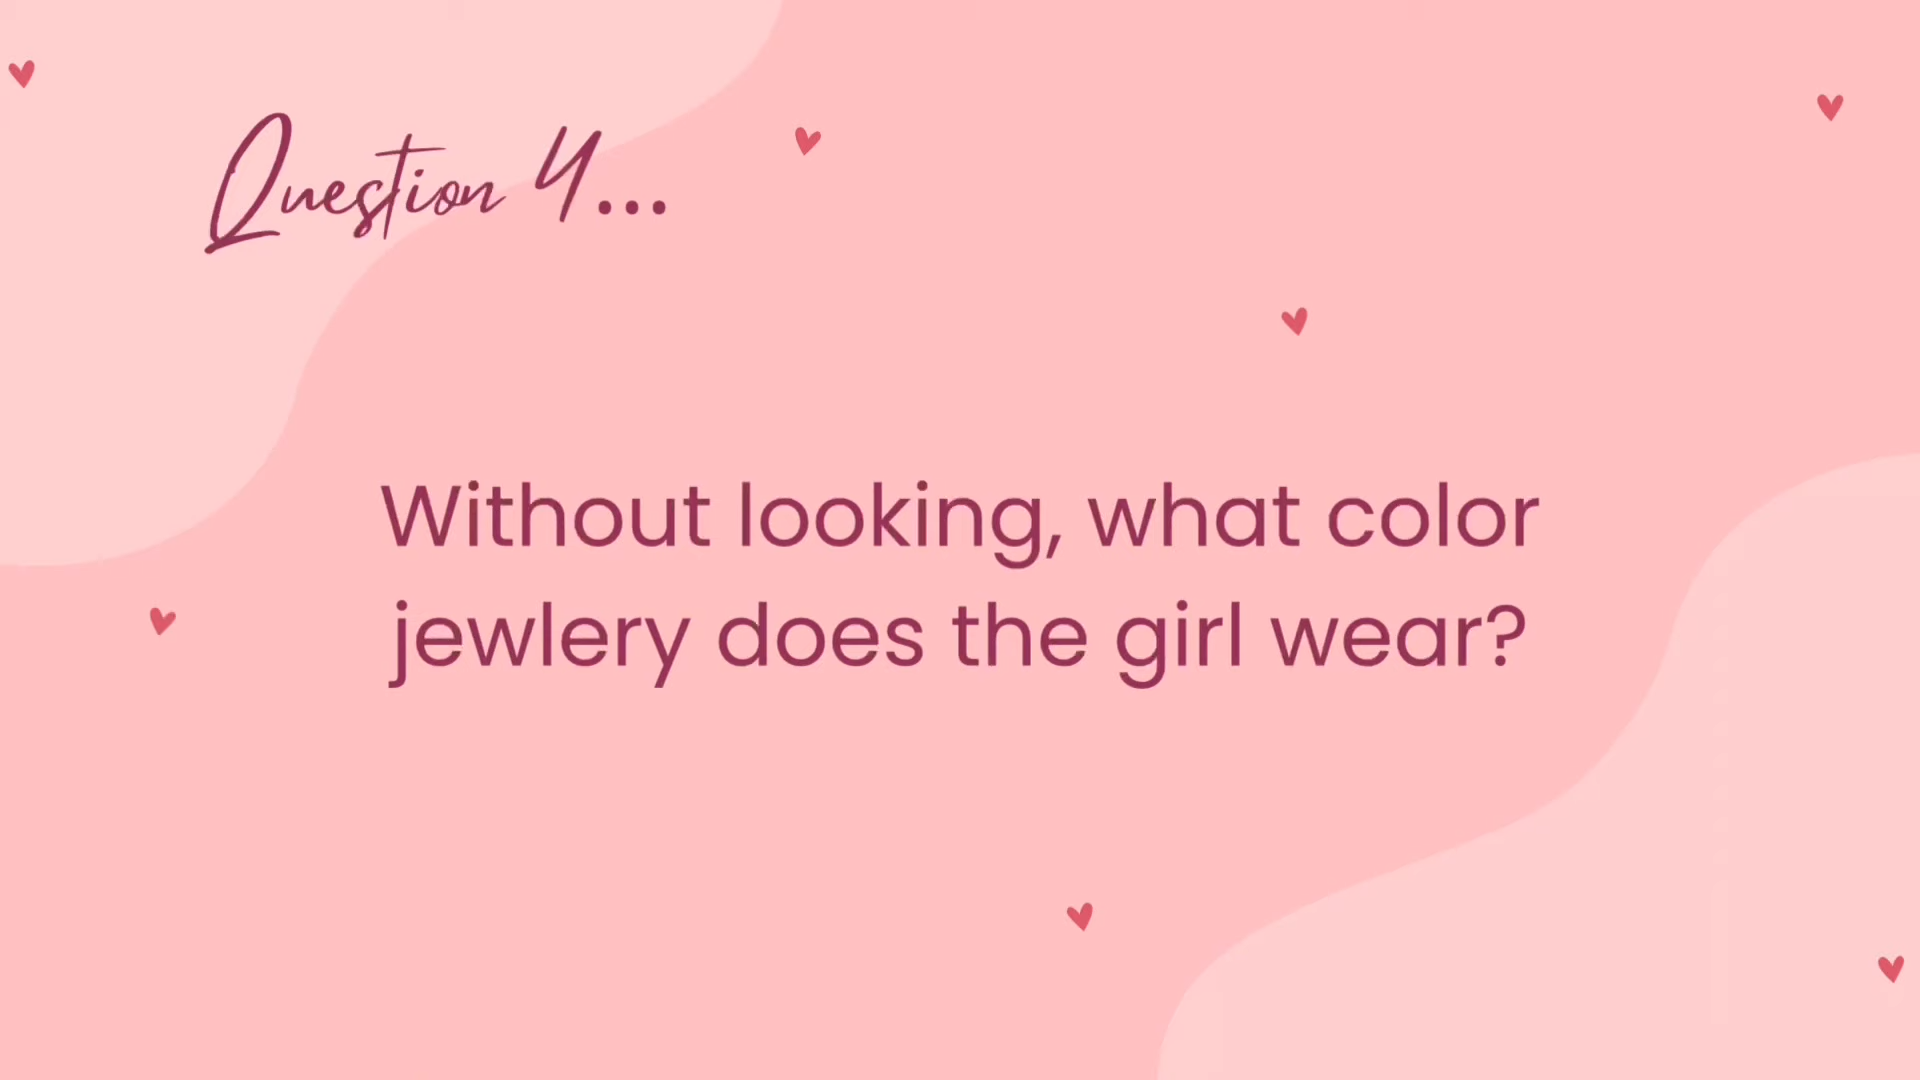 Question 4...
Without looking, what color
jewlery does the girl wear?